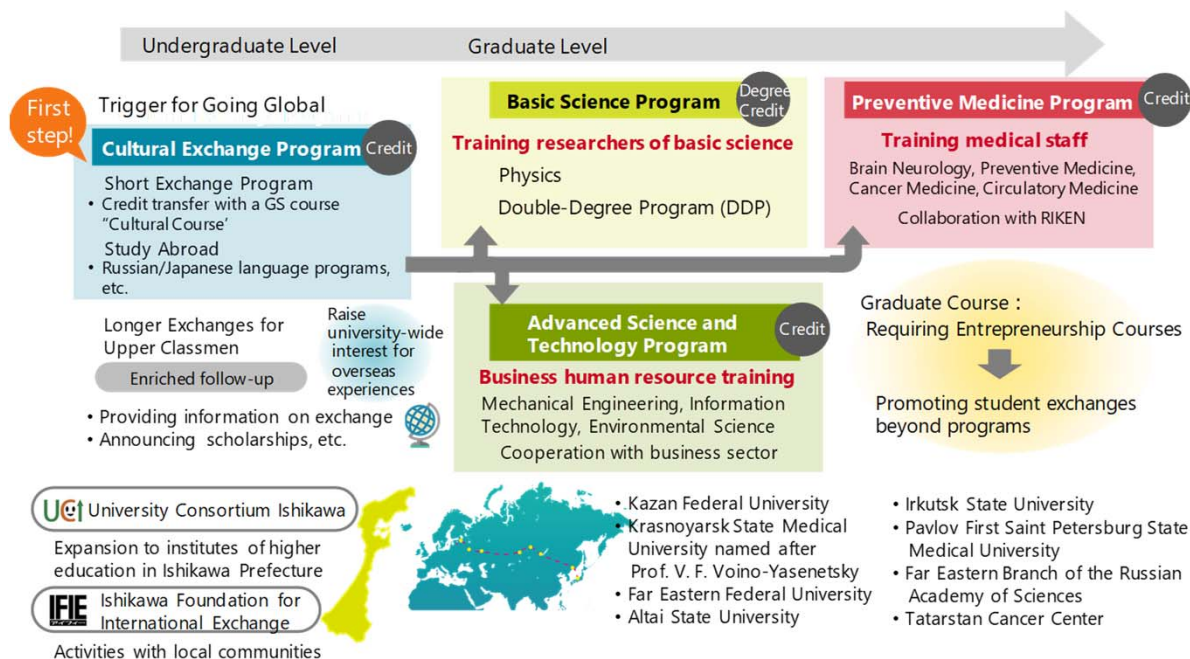 Undergraduate Level
Graduate Level
First
step!
Trigger for Going Global
Cultural Exchange Program
Credit
Short Exchange Program
• Credit transfer with a GS course
"Cultural Course'
Study Abroad
• Russian/Japanese language programs,
etc.
Basic Science Program
Degree
Credit
Training researchers of basic science
Physics
Double-Degree Program (DDP)
Preventive Medicine Program
Credit
Training medical staff
Brain Neurology, Preventive Medicine,
Cancer Medicine, Circulatory Medicine
Collaboration with RIKEN
Longer Exchanges for
Upper Classmen
Enriched follow-up
Raise
university-wide
interest for
overseas
experiences
• Providing information on exchange
• Announcing scholarships, etc.
Advanced Science and
Technology Program
Credit
Business human resource training
Mechanical Engineering, Information
Technology, Environmental Science
Cooperation with business sector
Graduate Course :
Requiring Entrepreneurship Courses
Promoting student exchanges
beyond programs
UCI University Consortium Ishikawa
Expansion to institutes of higher
education in Ishikawa Prefecture
IFIE
アイフィー
Ishikawa Foundation for
International Exchange
Activities with local communities
• Kazan Federal University
• Krasnoyarsk State Medical
University named after
Prof. V. F. Voino-Yasenetsky
• Far Eastern Federal University
• Altai State University
• Irkutsk State University
• Pavlov First Saint Petersburg State
Medical University
• Far Eastern Branch of the Russian
Academy of Sciences
• Tatarstan Cancer Center